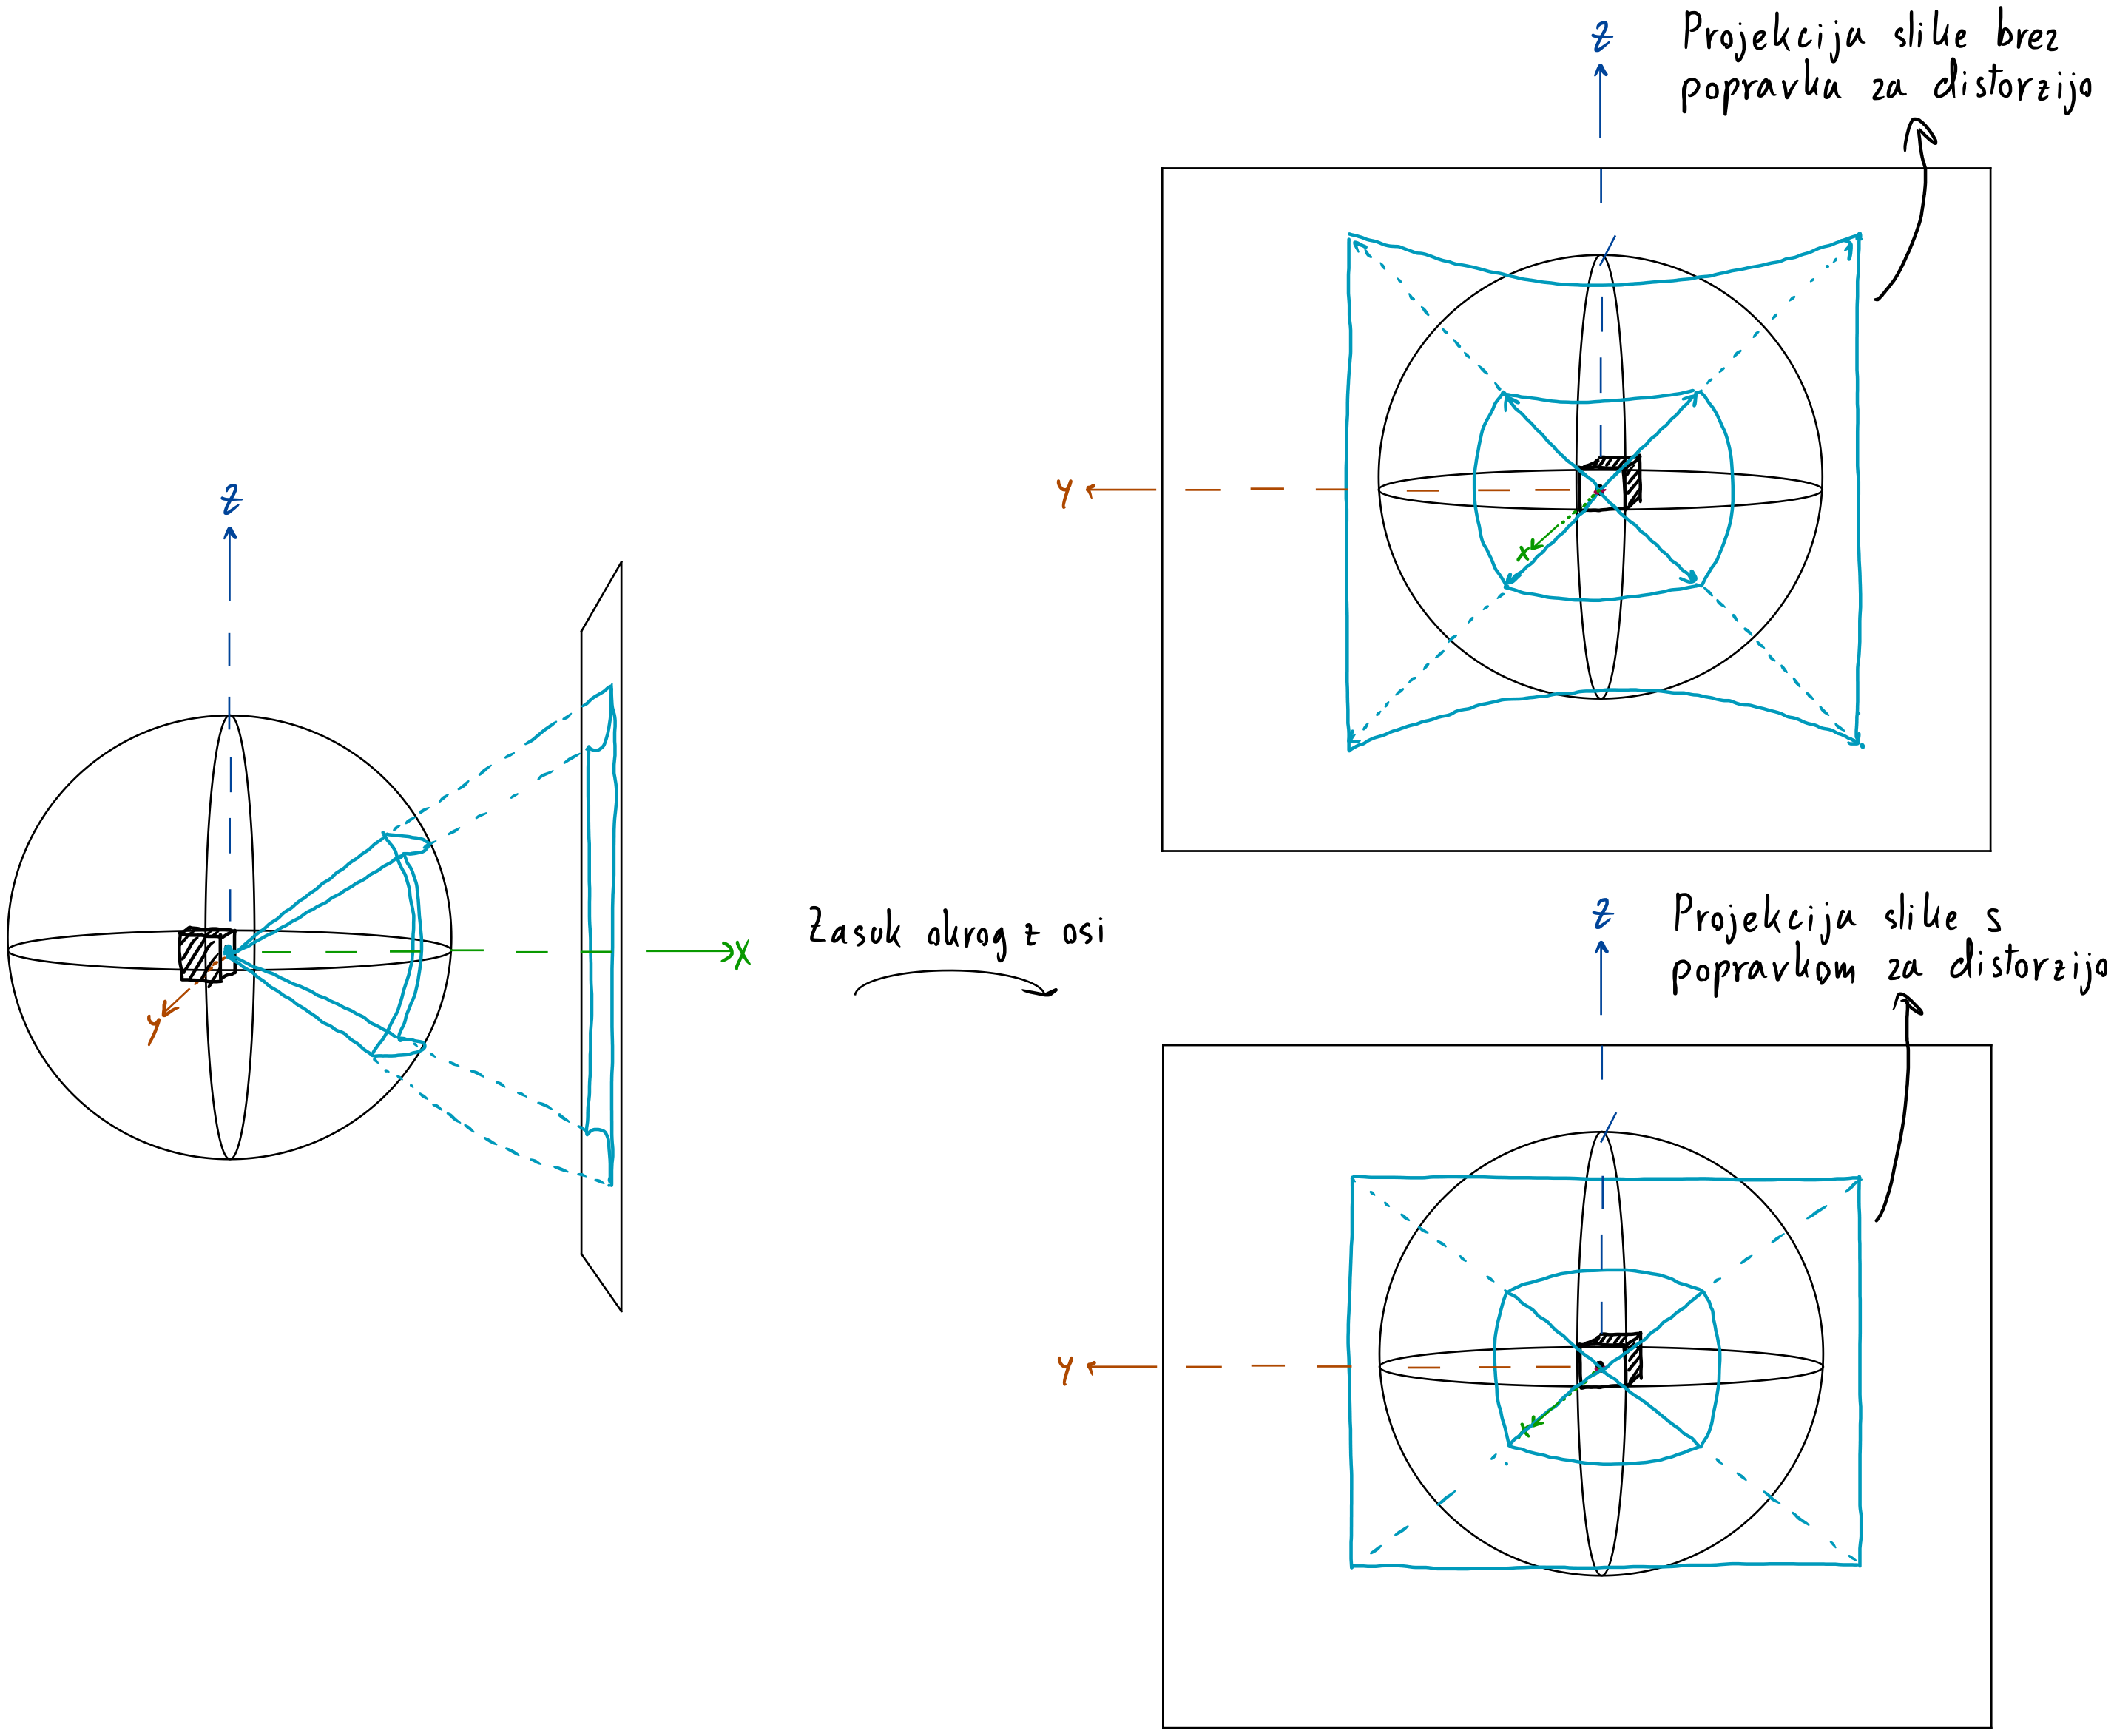 z
Projekcija slike brez
popravka za distorzijo
y
x
z
x
y
Zasuk okrog z osi
z
Projekcija slike s
popravkom za distorzijo
y
x